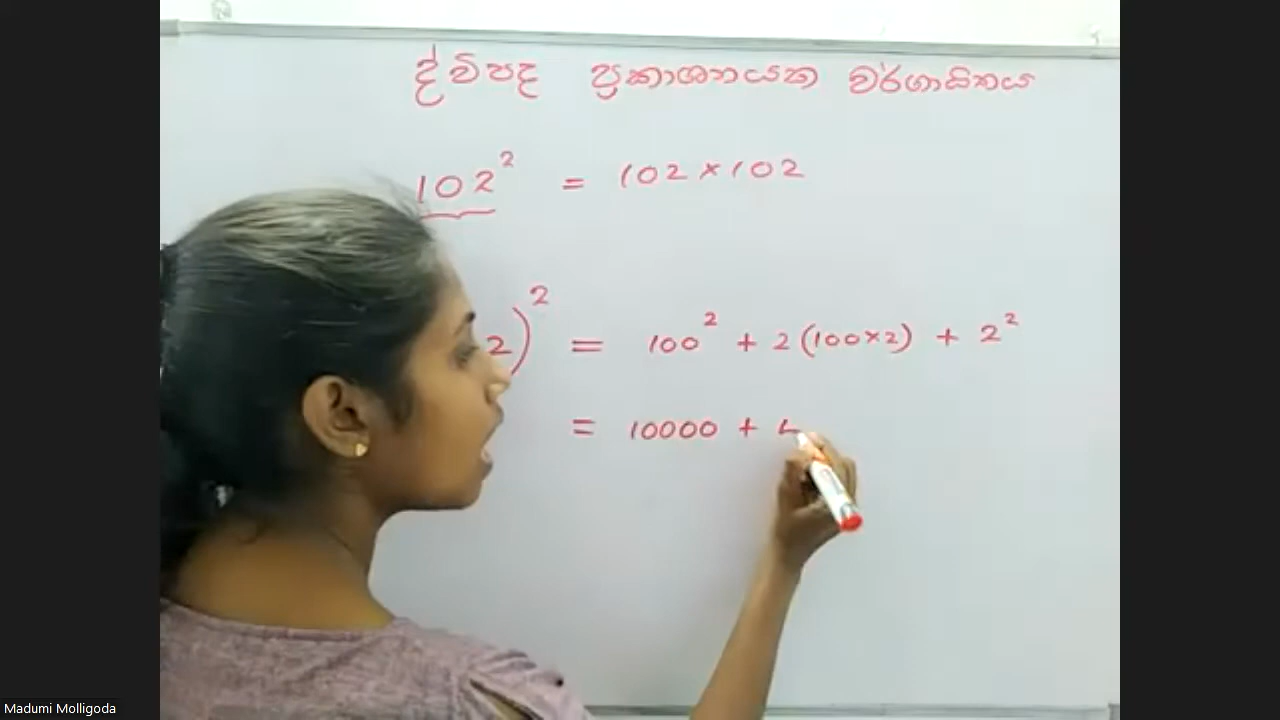 ද්විපද ප්‍රකාශනයක වර්ගායිතය
102² = 102 × 102
2)² = 100² + 2 (100×2) + 2²
= 10000 + 4
Madumi Molligoda